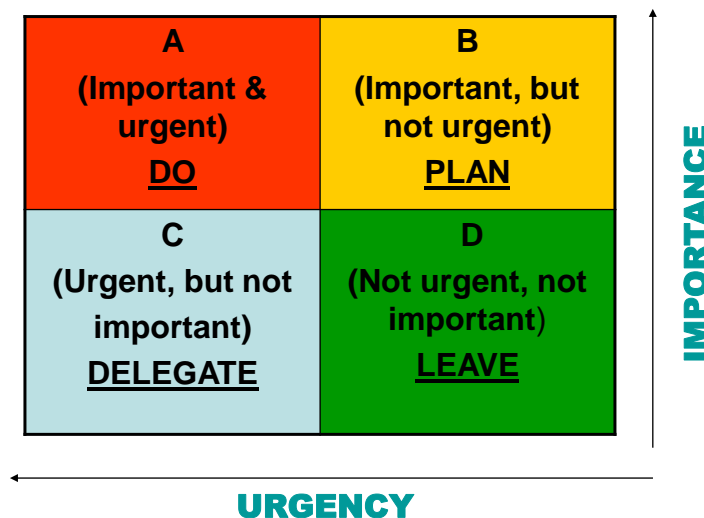 A
(Important &
urgent)
DO
B
(Important, but
not urgent)
PLAN
C
(Urgent, but not
important)
DELEGATE
D
(Not urgent, not
important)
LEAVE
IMPORTANCE
URGENCY